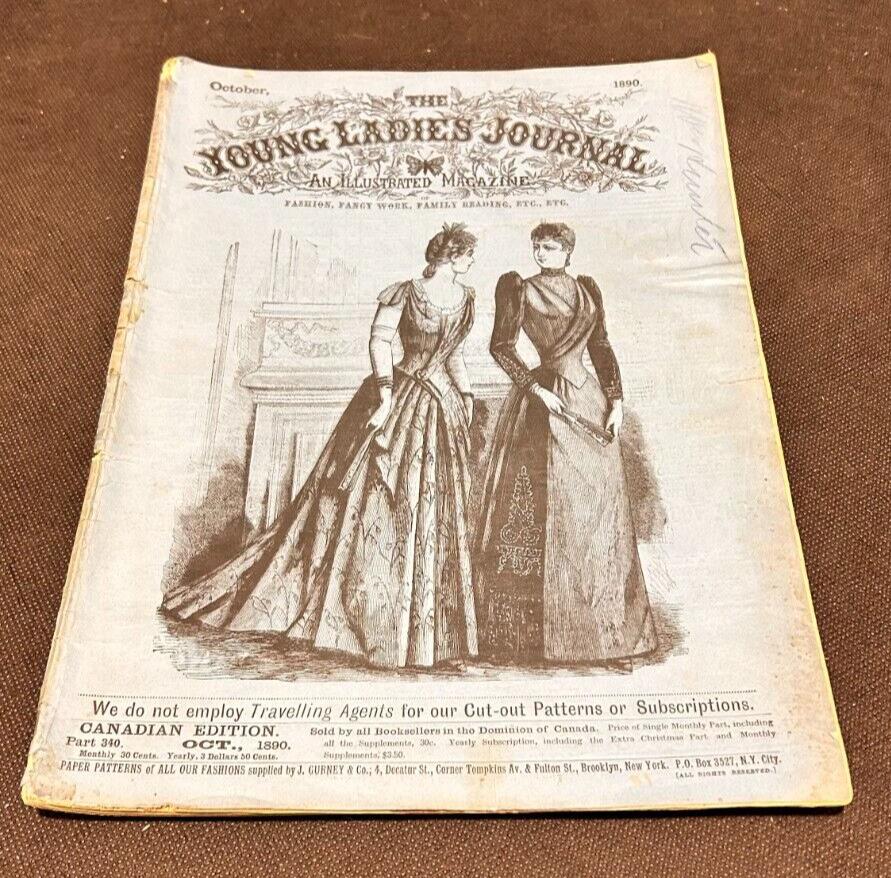 October, 1890.
THE
YOUNG LADIES' JOURNAL
AN ILLUSTRATED MAGAZINE
OF
FASHION, FANCY WORK, FAMILY READING, ETC., ETC.
We do not employ Travelling Agents for our Cut-out Patterns or Subscriptions.
CANADIAN EDITION.
Part 340. OCT., 1890.
Monthly 30 Cents. Yearly, 3 Dollars 50 Cents.
Sold by all Booksellers in the Dominion of Canada. Price of Single Monthly Part, including
all the Supplements, 30c. Yearly Subscription, including the Extra Christmas Part and Monthly
Supplements, $3.50.
PAPER PATTERNS of ALL OUR FASHIONS supplied by J. GURNEY & Co.; 4, Decatur St., Corner Tompkins Av. & Fulton St., Brooklyn, New York. P.O. Box 3527, N.Y. City.
[ALL RIGHTS RESERVED.]